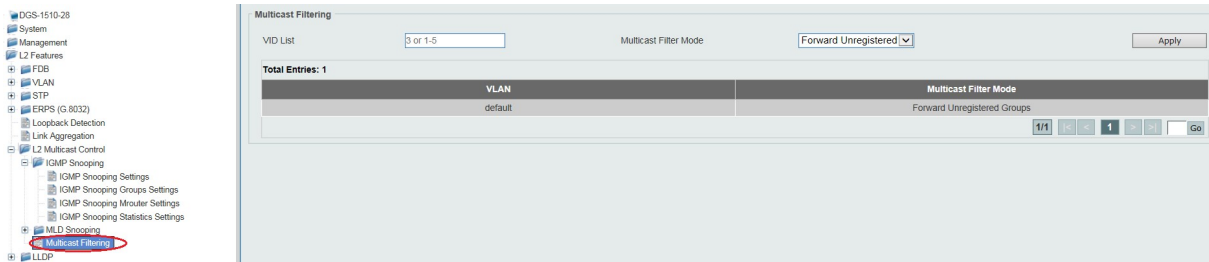 DGS-1510-28
System
Management
L2 Features
FDB
VLAN
STP
ERPS (G.8032)
Loopback Detection
Link Aggregation
L2 Multicast Control
IGMP Snooping
IGMP Snooping Settings
IGMP Snooping Groups Settings
IGMP Snooping Mrouter Settings
IGMP Snooping Statistics Settings
MLD Snooping
Multicast Filtering
LLDP
Multicast Filtering
VID List 3 or 1-5 Multicast Filter Mode Forward Unregistered Apply
Total Entries: 1
VLAN Multicast Filter Mode
default Forward Unregistered Groups
1/1 |< < 1 > >| Go